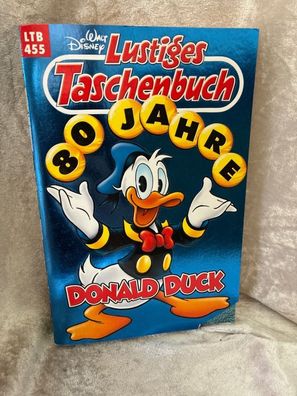 LTB
455
Walt
Disney
Lustiges
Taschenbuch
80 JAHRE
DONALD DUCK